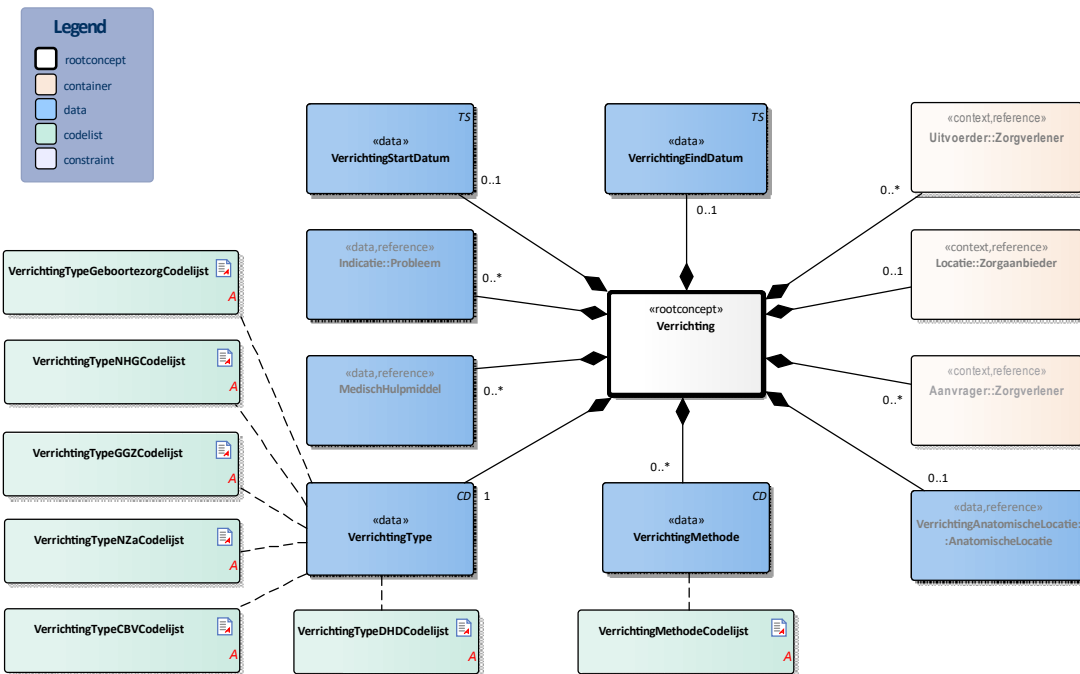 Legend
rootconcept
container
data
codelist
constraint
TS
«data»
VerrichtingStartDatum
0..1
TS
«data»
VerrichtingEindDatum
0..1
«context,reference»
Uitvoerder::Zorgverlener
0..*
«data,reference»
Indicatie::Probleem
0..*
«context,reference»
Locatie::Zorgaanbieder
0..1
«rootconcept»
Verrichting
«data,reference»
MedischHulpmiddel
0..*
«context,reference»
Aanvrager::Zorgverlener
0..*
VerrichtingTypeGeboortezorgCodelijst
A
VerrichtingTypeNHGCodelijst
A
VerrichtingTypeGGZCodelijst
A
VerrichtingTypeNZaCodelijst
A
VerrichtingTypeCBVCodelijst
A
CD
1
«data»
VerrichtingType
0..*
CD
«data»
VerrichtingMethode
0..1
«data,reference»
VerrichtingAnatomischeLocatie:
:AnatomischeLocatie
VerrichtingTypeDHDCodelijst
A
VerrichtingMethodeCodelijst
A